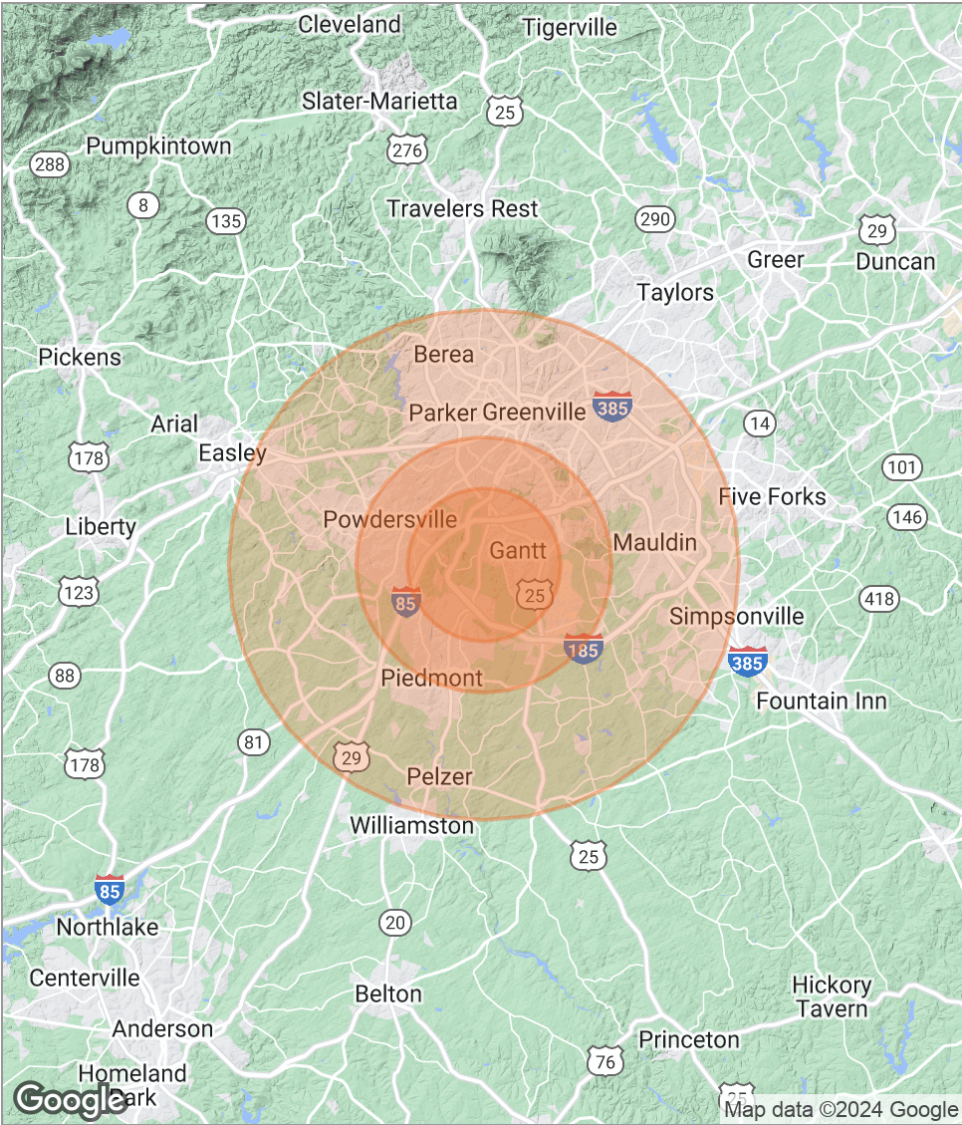 Cleveland
Tigerville
Slater-Marietta
25
Pumpkintown
276
288
8
Travelers Rest
135
290
29
Greer
Duncan
Taylors
Berea
Pickens
385
Parker
Greenville
14
Arial
Easley
178
101
Five Forks
Powdersville
146
Liberty
Mauldin
Gantt
123
25
85
418
Simpsonville
185
385
88
Piedmont
Fountain Inn
81
29
178
Pelzer
Williamston
25
85
20
Northlake
Centerville
Hickory
Tavern
Belton
Anderson
Princeton
76
Homeland
Park
25
Google
Map data ©2024 Google